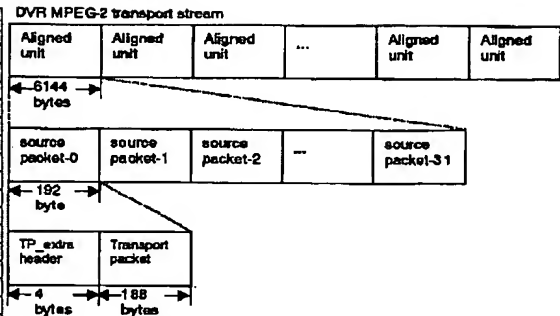 DVR MPEG-2 transport stream
Aligned unit
Aligned unit
Aligned unit
...
Aligned unit
Aligned unit
6144 bytes
source packet-0
source packet-1
source packet-2
...
source packet-31
192 byte
TP_extra header
Transport packet
4 bytes
188 bytes